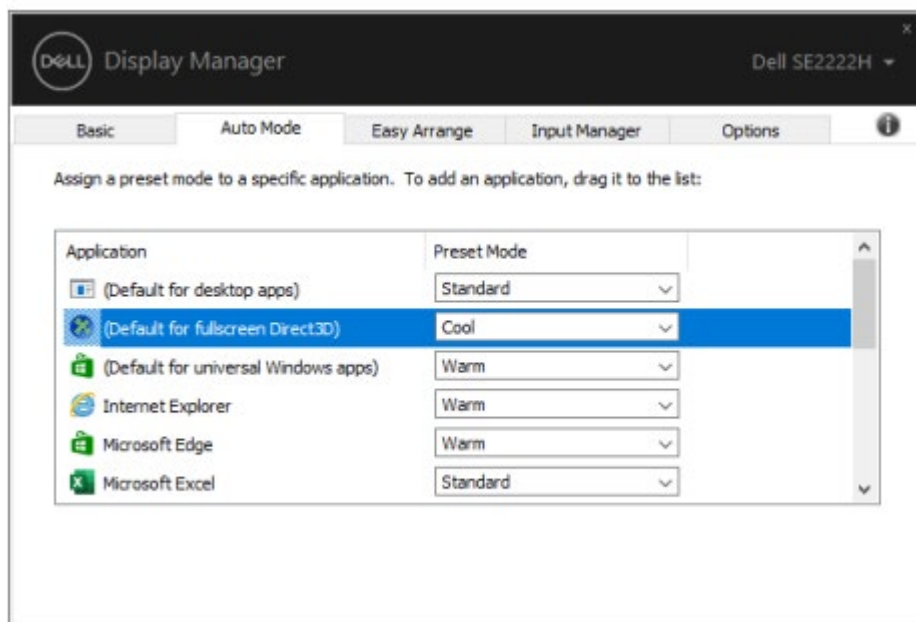 DELL Display Manager
Dell SE2222H
Basic Auto Mode Easy Arrange Input Manager Options
Assign a preset mode to a specific application. To add an application, drag it to the list:
Application Preset Mode
(Default for desktop apps) Standard
(Default for fullscreen Direct3D) Cool
(Default for universal Windows apps) Warm
Internet Explorer Warm
Microsoft Edge Warm
Microsoft Excel Standard